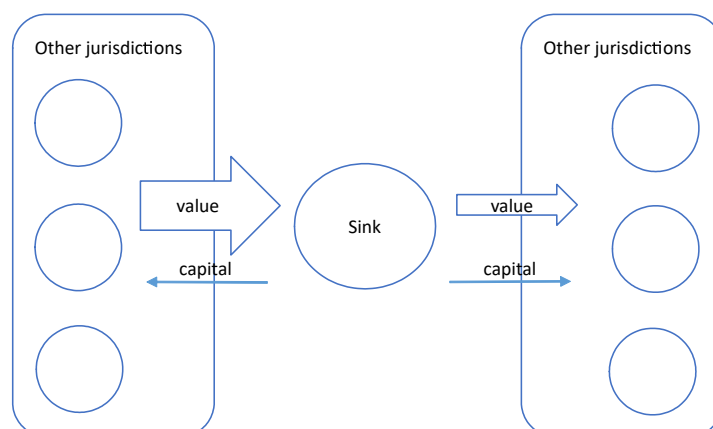 Other jurisdictions
Other jurisdictions
value
Sink
value
capital
capital